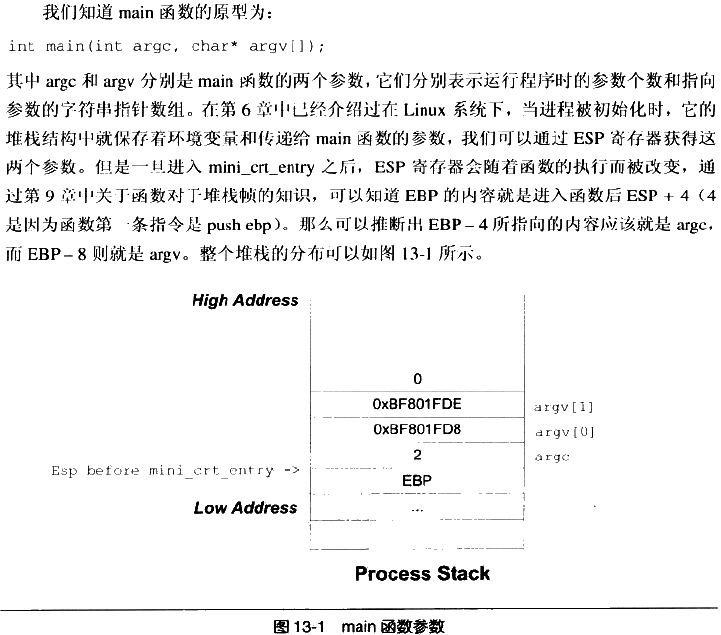 我们知道 main 函数的原型为：
int main(int argc, char* argv[]);
其中 argc 和 argv 分别是 main 函数的两个参数，它们分别表示运行程序时的参数个数和指向
参数的字符串指针数组。在第 6 章中已经介绍过在 Linux 系统下，当进程被初始化时，它的
堆栈结构中就保存着环境变量和传递给 main 函数的参数，我们可以通过 ESP 寄存器获得这
两个参数。但是一旦进入 mini_crt_entry 之后，ESP 寄存器会随着函数的执行而被改变，通
过第 9 章中关于函数对于堆栈帧的知识，可以知道 EBP 的内容就是进入函数后 ESP + 4（4
是因为函数第一条指令是 push ebp）。那么可以推断出 EBP – 4 所指向的内容应该就是 argc，
而 EBP – 8 则就是 argv。整个堆栈的分布可以如图 13-1 所示。
High Address
0
0xBF801FDE argv[1]
0xBF801FD8 argv[0]
2 argc
Esp before mini_crt_entry ->
EBP
Low Address
...
Process Stack
图 13-1 main 函数参数